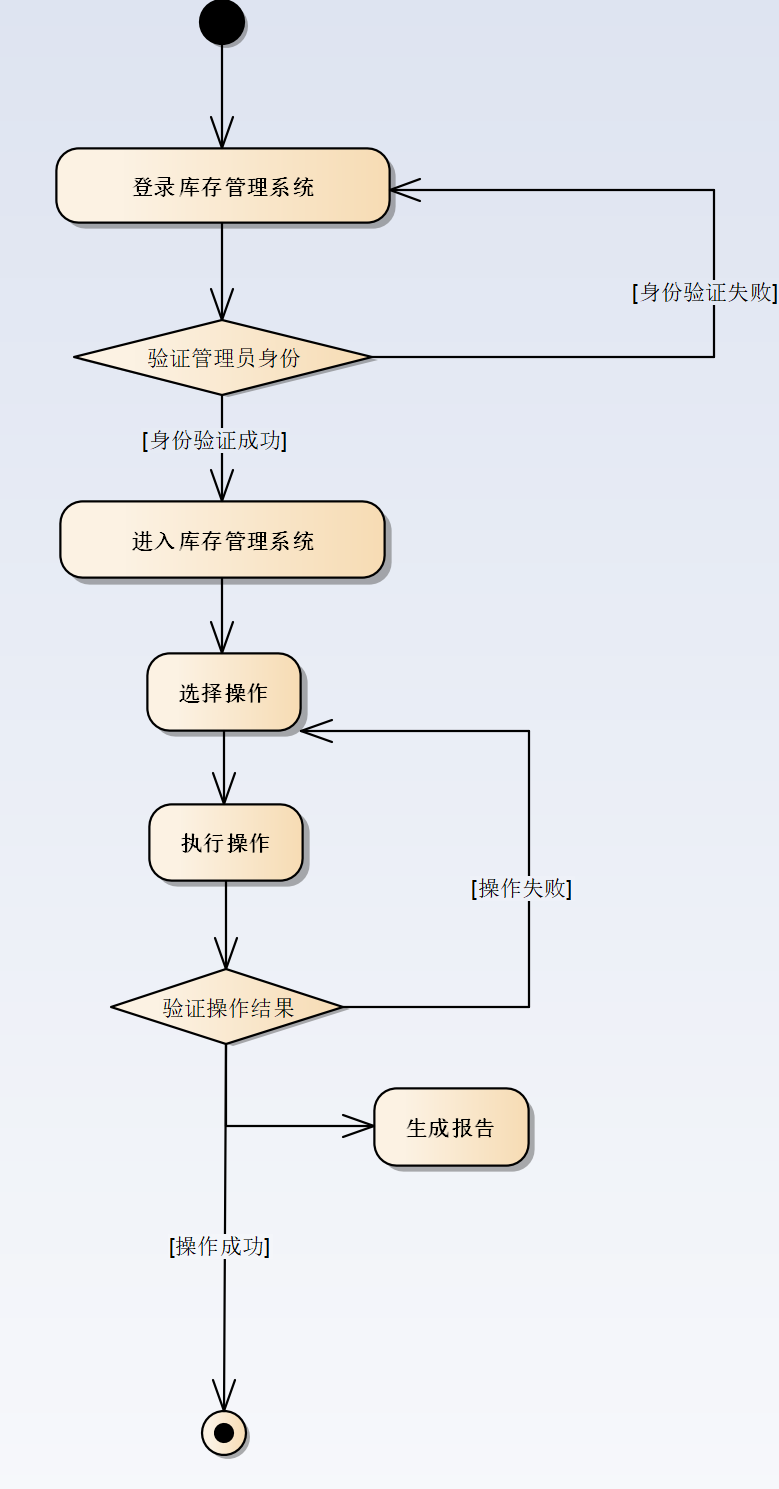 登录库存管理系统
[身份验证失败]
验证管理员身份
[身份验证成功]
进入库存管理系统
选择操作
执行操作
[操作失败]
验证操作结果
生成报告
[操作成功]